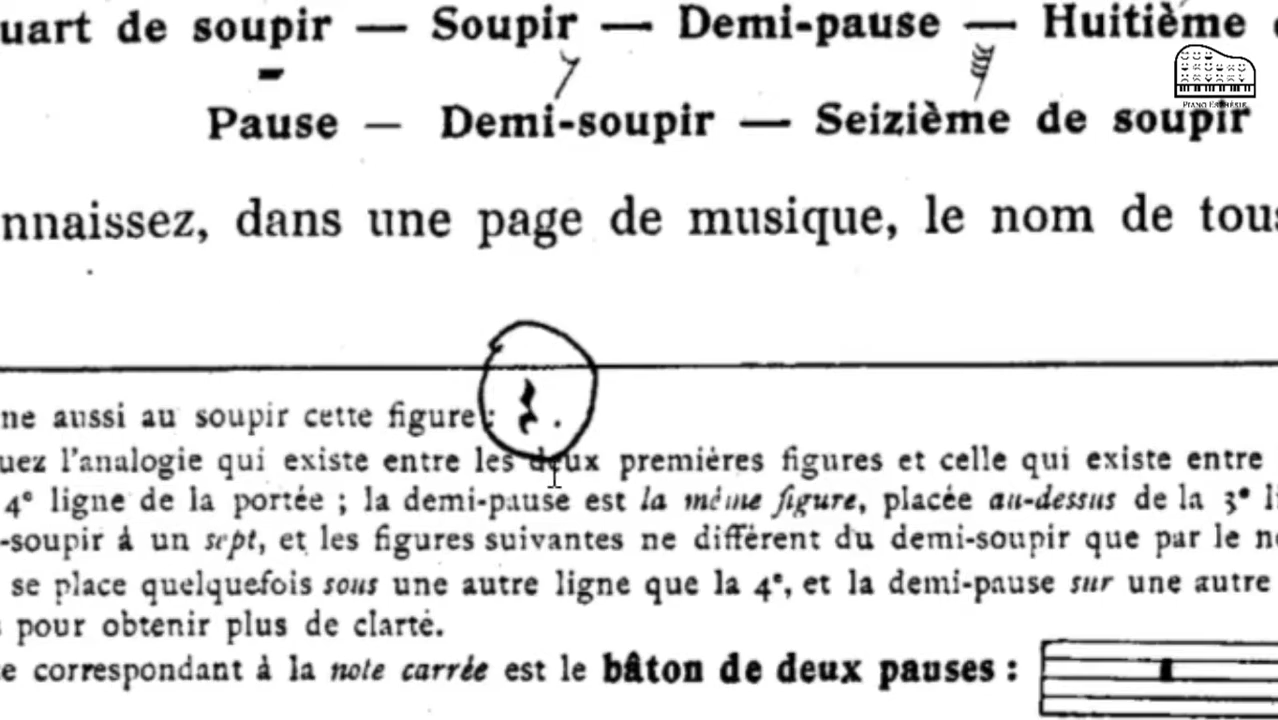 uart de soupir — Soupir — Demi-pause — Huitième
PIANO
Pause — Demi-soupir — Seizième de soupir
nnaissez, dans une page de musique, le nom de tous
ne aussi au soupir cette figure : .
uez l'analogie qui existe entre les deux premières figures et celle qui existe entre
4e ligne de la portée ; la demi-pause est la même figure, placée au-dessus de la 3e li
-soupir à un sept, et les figures suivantes ne diffèrent du demi-soupir que par le no
se place quelquefois sous une autre ligne que la 4e, et la demi-pause sur une autre
pour obtenir plus de clarté.
e correspondant à la note carrée est le bâton de deux pauses :